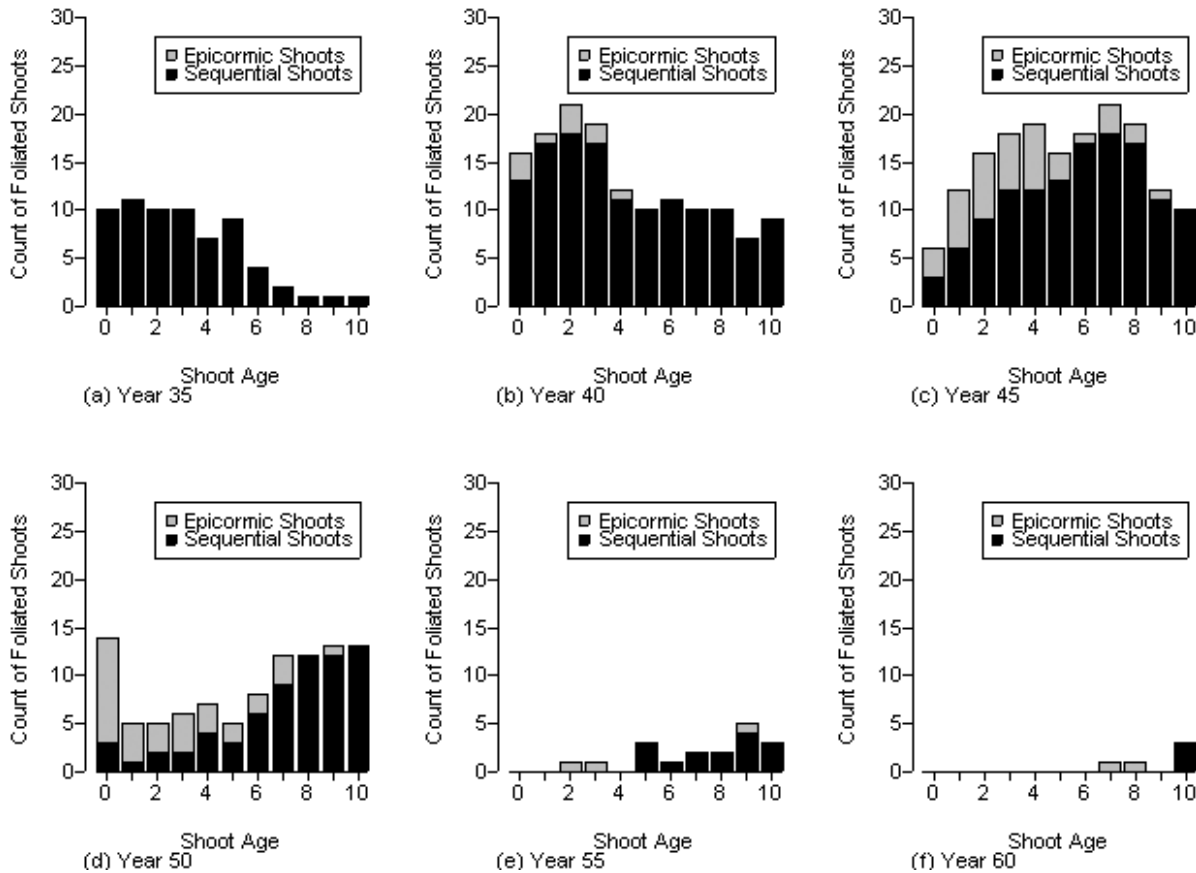 30
25
20
15
10
5
0
Count of Foliated Shoots
Epicormic Shoots
Sequential Shoots
0 2 4 6 8 10
Shoot Age
(a) Year 35
30
25
20
15
10
5
0
Count of Foliated Shoots
Epicormic Shoots
Sequential Shoots
0 2 4 6 8 10
Shoot Age
(b) Year 40
30
25
20
15
10
5
0
Count of Foliated Shoots
Epicormic Shoots
Sequential Shoots
0 2 4 6 8 10
Shoot Age
(c) Year 45
30
25
20
15
10
5
0
Count of Foliated Shoots
Epicormic Shoots
Sequential Shoots
0 2 4 6 8 10
Shoot Age
(d) Year 50
30
25
20
15
10
5
0
Count of Foliated Shoots
Epicormic Shoots
Sequential Shoots
0 2 4 6 8 10
Shoot Age
(e) Year 55
30
25
20
15
10
5
0
Count of Foliated Shoots
Epicormic Shoots
Sequential Shoots
0 2 4 6 8 10
Shoot Age
(f) Year 60